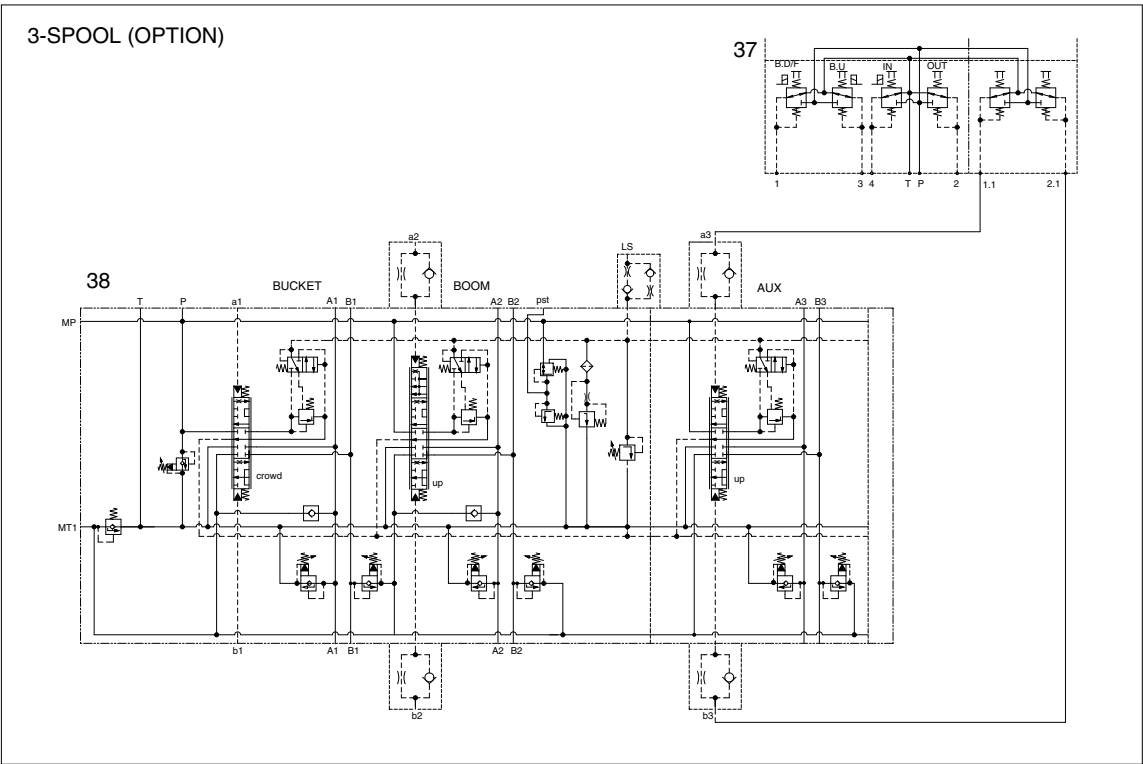 3-SPOOL (OPTION)
37
B.D/F B.U IN OUT
1 3 4 T P 2 1.1 2.1
a2 LS a3
38
BUCKET BOOM AUX
T P a1 A1 B1 A2 B2 pst A3 B3
MP
crowd up up
MT1
b1 A1 B1 A2 B2
b2 b3